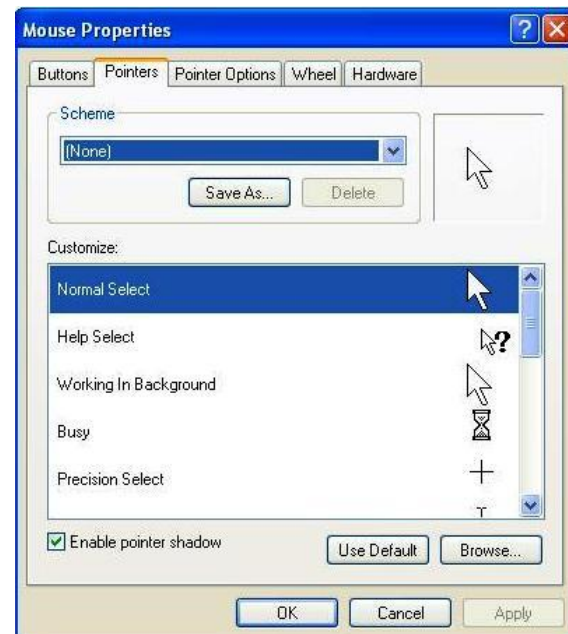 Mouse Properties
Buttons Pointers Pointer Options Wheel Hardware
Scheme
(None)
Save As... Delete
Customize:
Normal Select
Help Select
Working In Background
Busy
Precision Select
Enable pointer shadow
Use Default Browse...
OK Cancel Apply